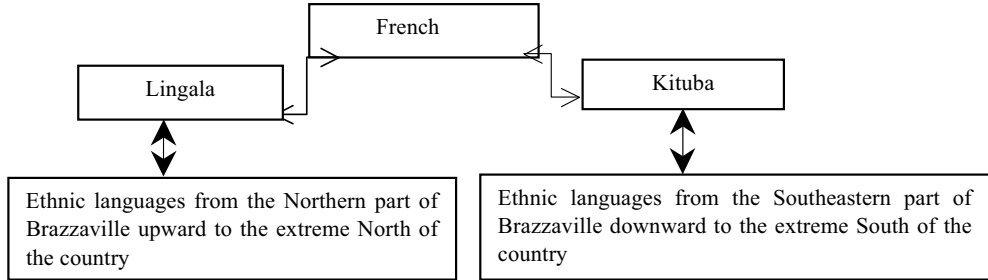 French
Lingala
Kituba
Ethnic languages from the Northern part of
Brazzaville upward to the extreme North of
the country
Ethnic languages from the Southeastern part of
Brazzaville downward to the extreme South of the
country